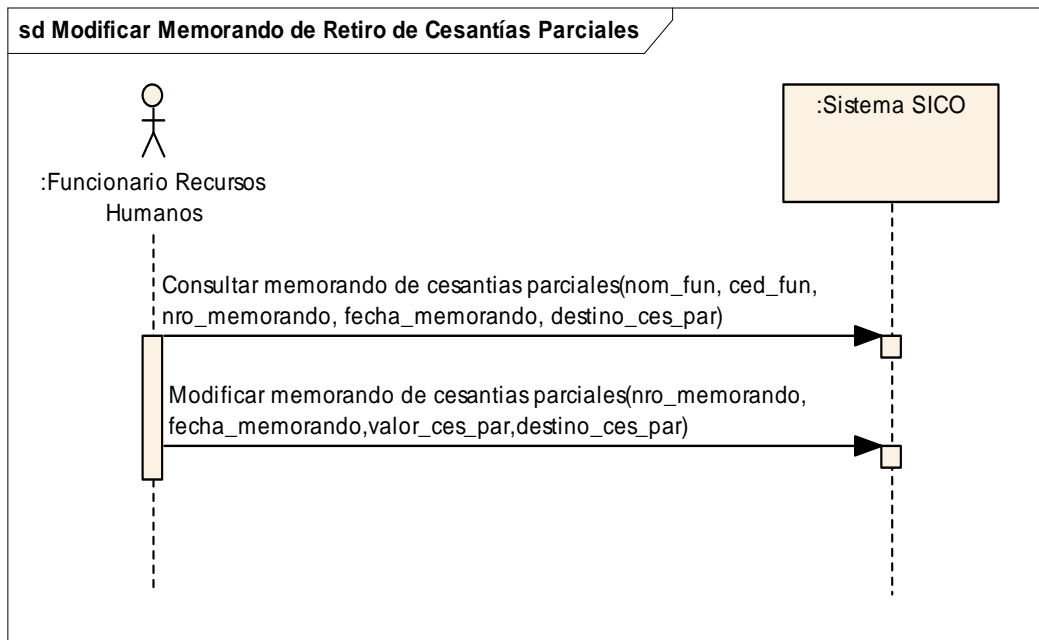 sd Modificar Memorando de Retiro de Cesantías Parciales
:Funcionario Recursos
Humanos
:Sistema SICO
Consultar memorando de cesantias parciales(nom_fun, ced_fun,
nro_memorando, fecha_memorando, destino_ces_par)
Modificar memorando de cesantias parciales(nro_memorando,
fecha_memorando,valor_ces_par,destino_ces_par)